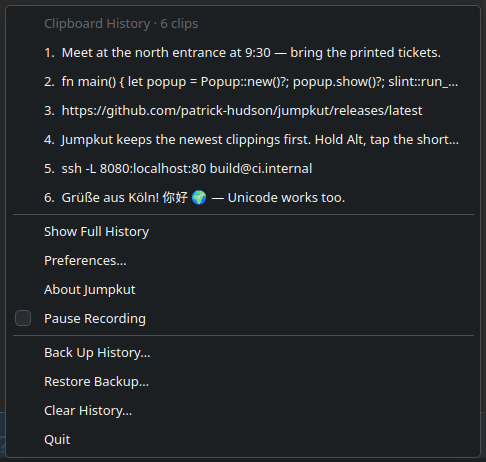 Clipboard History · 6 clips
1. Meet at the north entrance at 9:30 — bring the printed tickets.
2. fn main() { let popup = Popup::new()?; popup.show()?; slint::run_...
3. https://github.com/patrick-hudson/jumpkut/releases/latest
4. Jumpkut keeps the newest clippings first. Hold Alt, tap the short...
5. ssh -L 8080:localhost:80 build@ci.internal
6. Grüße aus Köln! 你好 🌍 — Unicode works too.
Show Full History
Preferences...
About Jumpkut
Pause Recording
Back Up History...
Restore Backup...
Clear History...
Quit